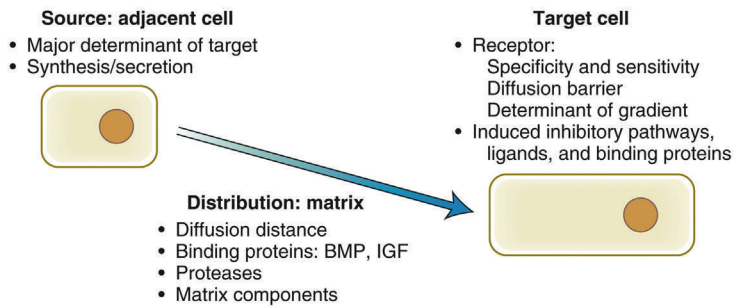 Source: adjacent cell
• Major determinant of target
• Synthesis/secretion
Target cell
• Receptor:
Specificity and sensitivity
Diffusion barrier
Determinant of gradient
• Induced inhibitory pathways,
ligands, and binding proteins
Distribution: matrix
• Diffusion distance
• Binding proteins: BMP, IGF
• Proteases
• Matrix components